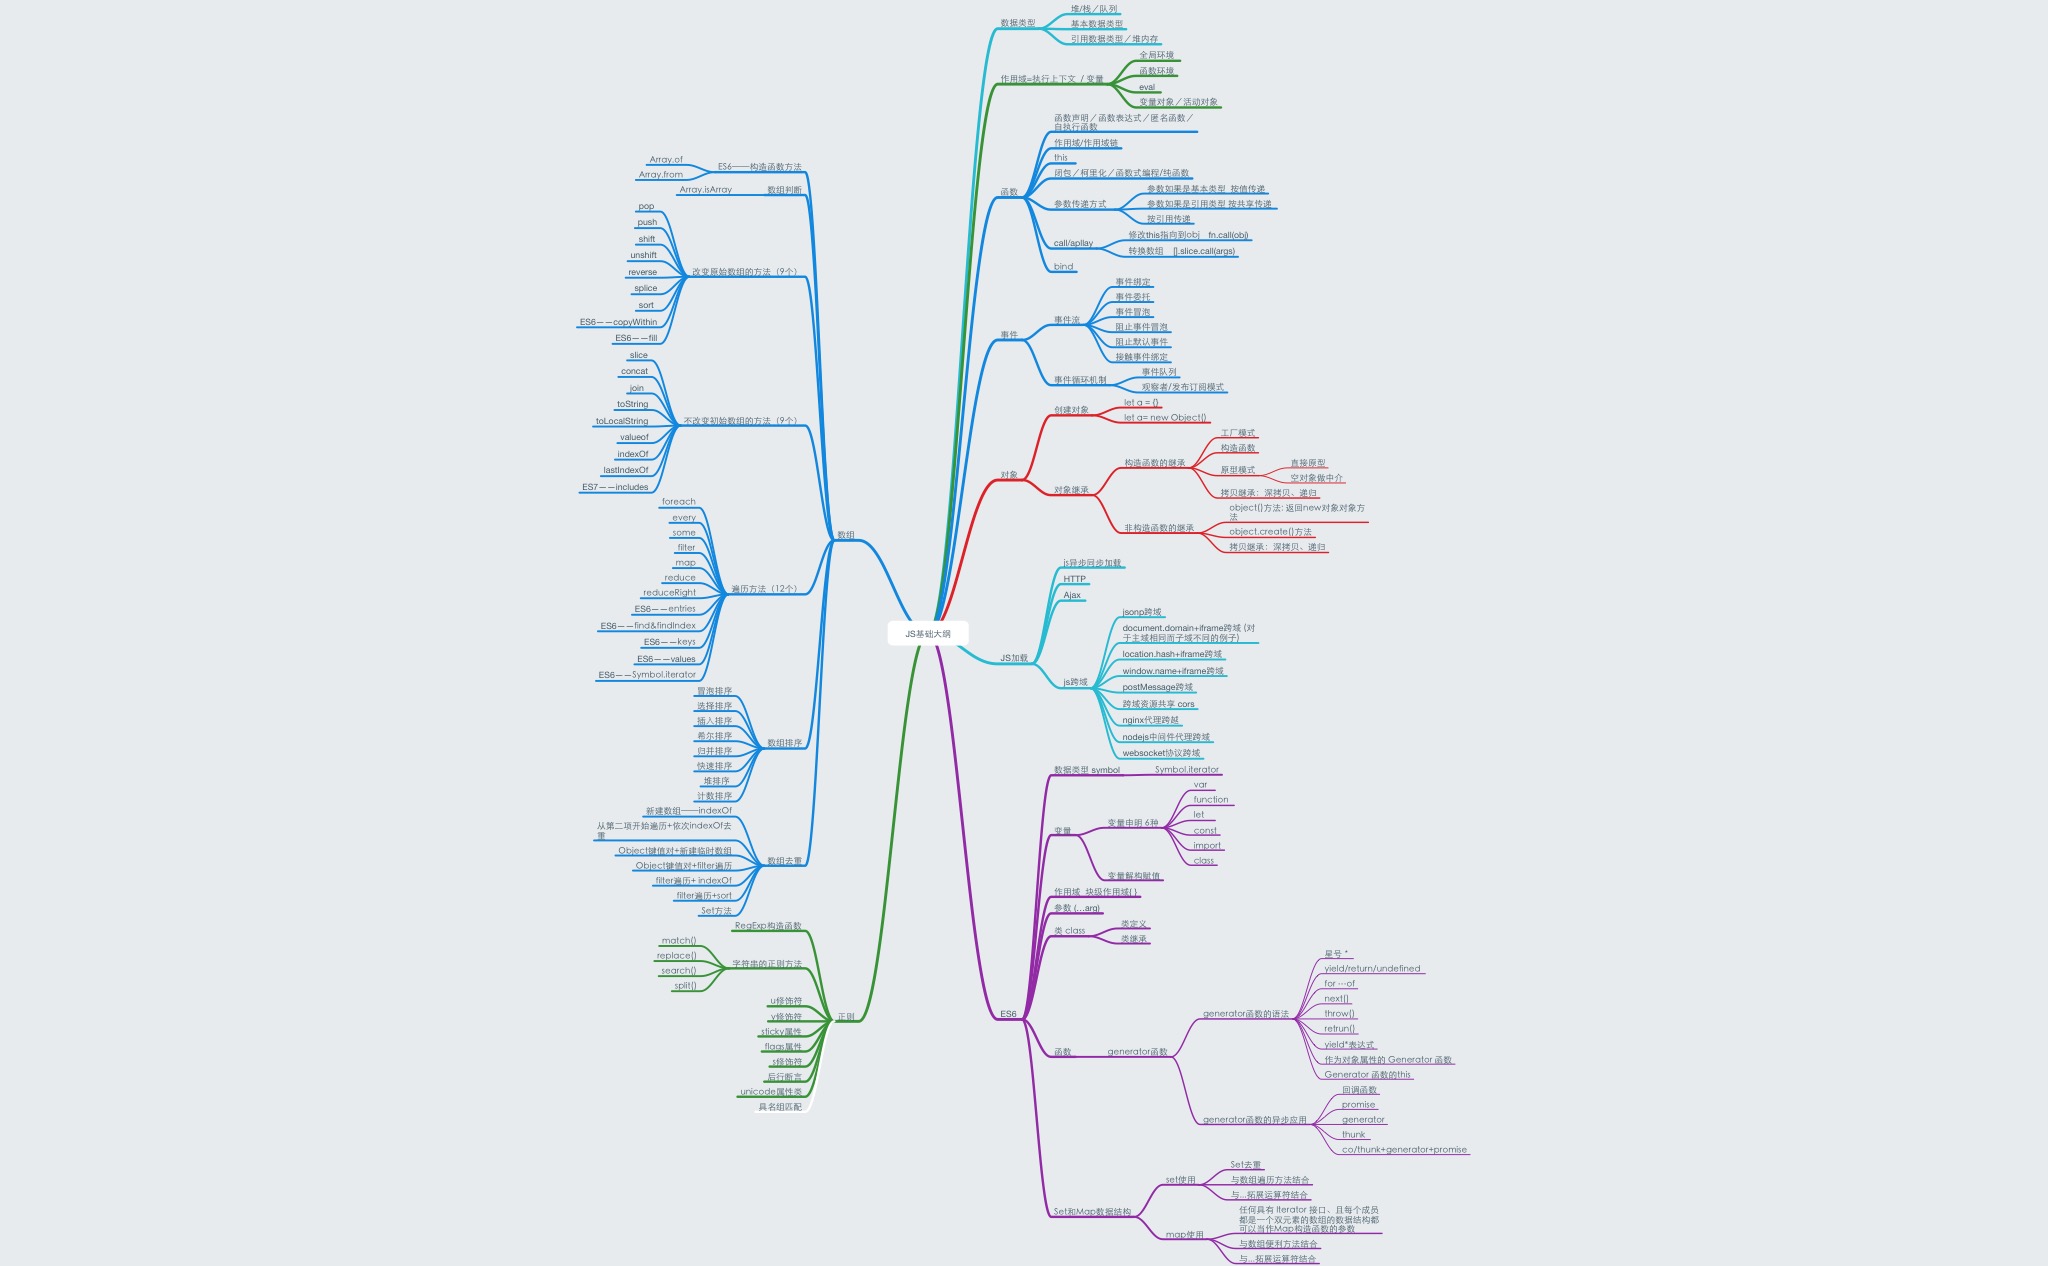 JS基础大纲
数据类型
堆/栈／队列
基本数据类型
引用数据类型／堆内存
作用域=执行上下文 / 变量
全局环境
函数环境
eval
变量对象／活动对象
函数
函数声明／函数表达式／匿名函数／
自执行函数
作用域/作用域链
this
闭包／柯里化／函数式编程/纯函数
参数传递方式
参数如果是基本类型 按值传递
参数如果是引用类型 按共享传递
按引用传递
call/apllay
修改this指向到obj fn.call(obj)
转换数组 [].slice.call(args)
bind
事件
事件流
事件绑定
事件委托
事件冒泡
阻止事件冒泡
阻止默认事件
接触事件绑定
事件循环机制
事件队列
观察者/发布订阅模式
对象
创建对象
let a = {}
let a= new Object()
对象继承
构造函数的继承
工厂模式
构造函数
原型模式
直接原型
空对象做中介
拷贝继承：深拷贝、递归
非构造函数的继承
object()方法: 返回new对象对象方
法
object.create()方法
拷贝继承：深拷贝、递归
JS加载
js异步同步加载
HTTP
Ajax
js跨域
jsonp跨域
document.domain+iframe跨域 (对
于主域相同而子域不同的例子)
location.hash+iframe跨域
window.name+iframe跨域
postMessage跨域
跨域资源共享 cors
nginx代理跨越
nodejs中间件代理跨域
websocket协议跨域
ES6
数据类型 symbol
Symbol.iterator
变量
变量申明 6种
var
function
let
const
import
class
变量解构赋值
作用域 块级作用域{ }
参数 (...arg)
类 class
类定义
类继承
函数
generator函数
generator函数的语法
星号 *
yield/return/undefined
for ···of
next()
throw()
retrun()
yield*表达式
作为对象属性的 Generator 函数
Generator 函数的this
generator函数的异步应用
回调函数
promise
generator
thunk
co/thunk+generator+promise
Set和Map数据结构
set使用
Set去重
与数组遍历方法结合
与...拓展运算符结合
map使用
任何具有 Iterator 接口、且每个成员
都是一个双元素的数组的数据结构都
可以当作Map构造函数的参数
与数组便利方法结合
与...拓展运算符结合
数组
ES6——构造函数方法
Array.of
Array.from
数组判断
Array.isArray
改变原始数组的方法（9个）
pop
push
shift
unshift
reverse
splice
sort
ES6——copyWithin
ES6——fill
不改变初始数组的方法（9个）
slice
concat
join
toString
toLocalString
valueof
indexOf
lastIndexOf
ES7——includes
遍历方法（12个）
foreach
every
some
filter
map
reduce
reduceRight
ES6——entries
ES6——find&findIndex
ES6——keys
ES6——values
ES6——Symbol.iterator
数组排序
冒泡排序
选择排序
插入排序
希尔排序
归并排序
快速排序
堆排序
计数排序
数组去重
新建数组——indexOf
从第二项开始遍历+依次indexOf去
重
Object键值对+新建临时数组
Object键值对+filter遍历
filter遍历+ indexOf
filter遍历+sort
Set方法
正则
RegExp构造函数
字符串的正则方法
match()
replace()
search()
split()
u修饰符
y修饰符
sticky属性
flags属性
s修饰符
后行断言
unicode属性类
具名组匹配